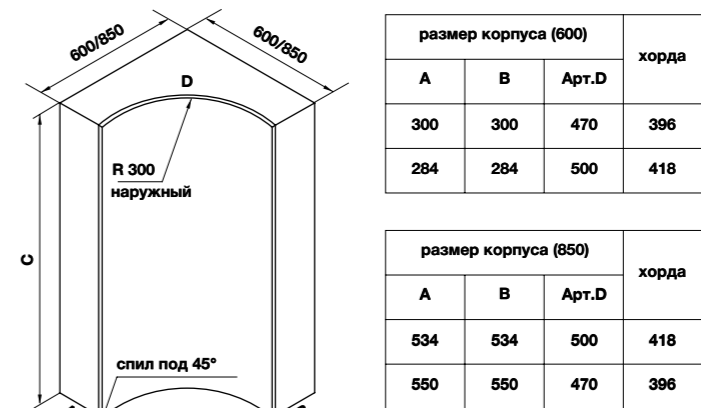 600/850
600/850
D
R 300
наружный
C
спил под 45°
размер корпуса (600)
хорда
A
B
Арт.D
300
300
470
396
284
284
500
418
размер корпуса (850)
хорда
A
B
Арт.D
534
534
500
418
550
550
470
396